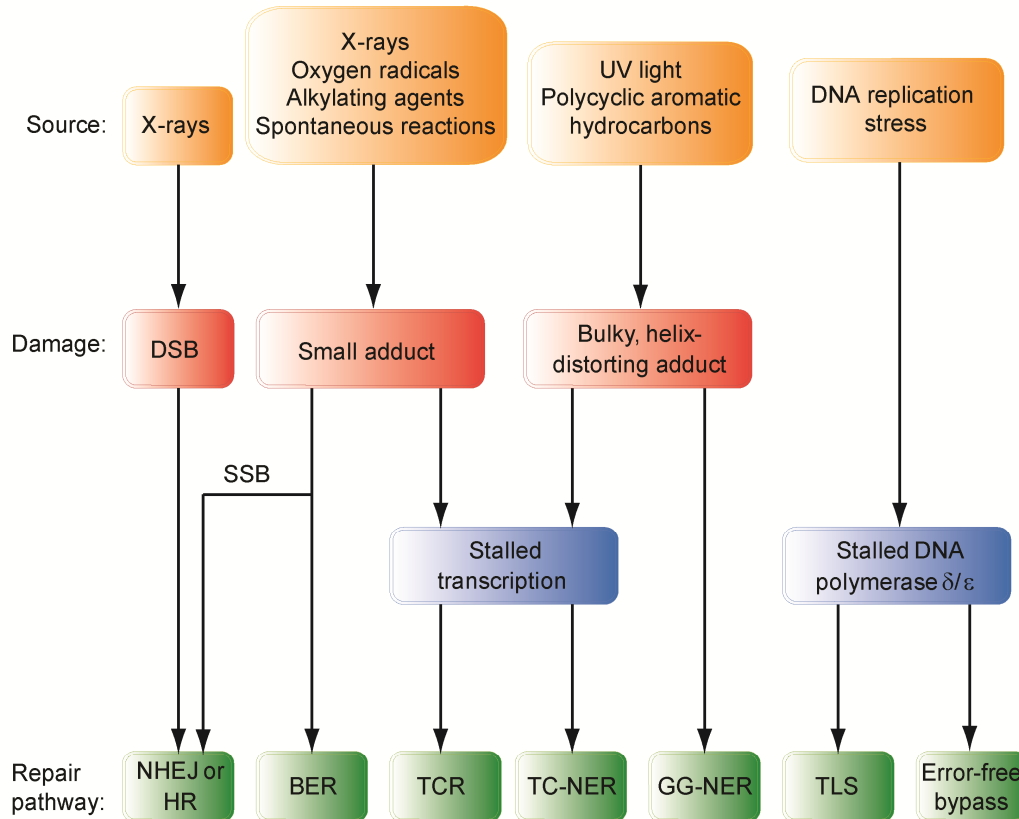 Source:
X-rays
X-rays
Oxygen radicals
Alkylating agents
Spontaneous reactions
UV light
Polycyclic aromatic
hydrocarbons
DNA replication
stress
Damage:
DSB
Small adduct
Bulky, helix-
distorting adduct
SSB
Stalled
transcription
Stalled DNA
polymerase δ/ε
Repair
pathway:
NHEJ or
HR
BER
TCR
TC-NER
GG-NER
TLS
Error-free
bypass